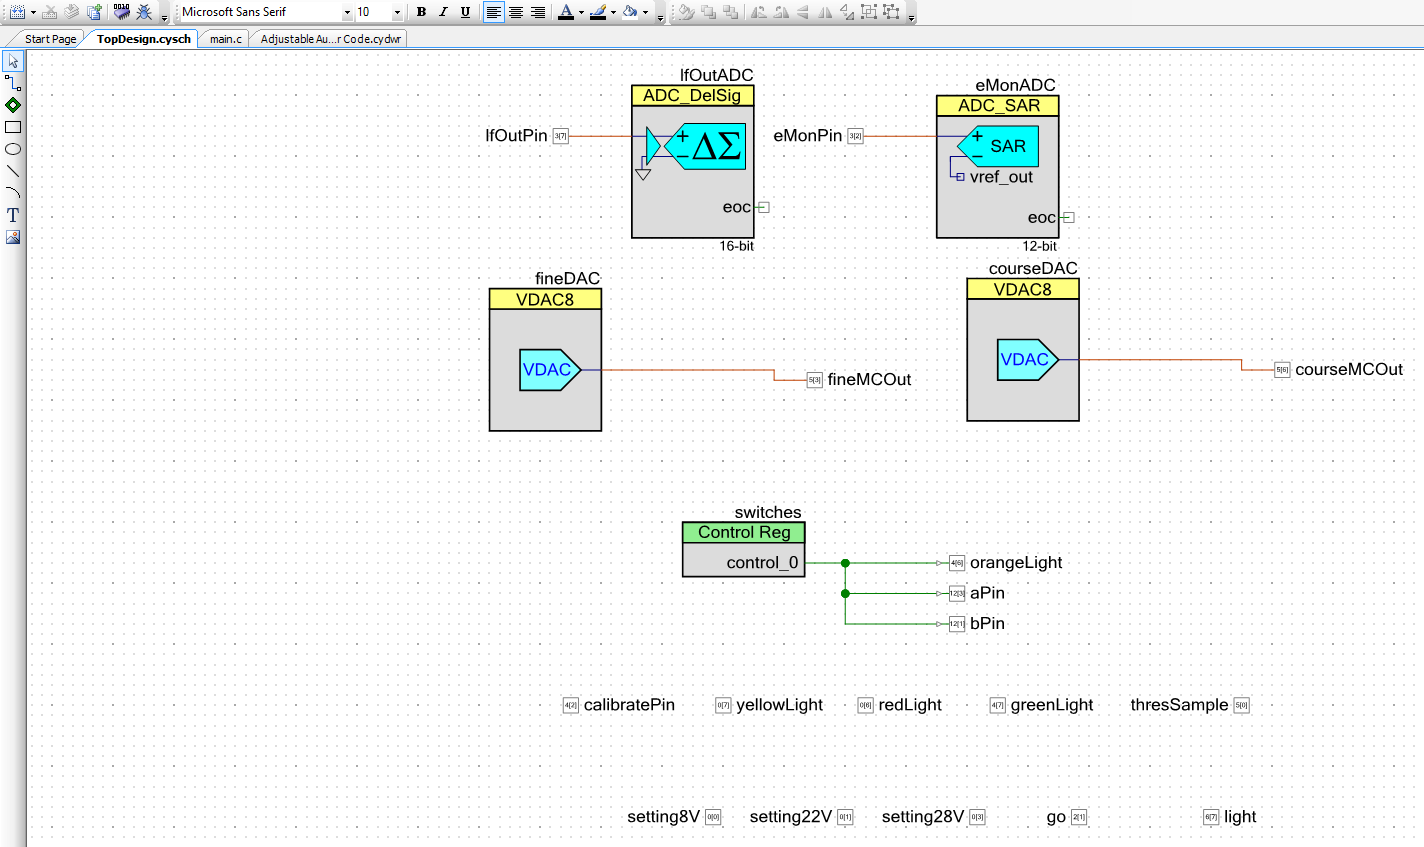 Microsoft Sans Serif 10 B I U A
Start Page TopDesign.cysch main.c Adjustable Au...r Code.cydwr
T
lfOutADC
ADC_DelSig
lfOutPin 3[7]
+
ΔΣ
−
eoc
16-bit
eMonADC
ADC_SAR
eMonPin 3[2]
+
SAR
−
vref_out
eoc
12-bit
fineDAC
VDAC8
VDAC
5[3] fineMCOut
courseDAC
VDAC8
VDAC
5[6] courseMCOut
switches
Control Reg
control_0
4[6] orangeLight
12[3] aPin
12[1] bPin
4[2] calibratePin 0[7] yellowLight 0[6] redLight 4[7] greenLight thresSample 5[0]
setting8V 0[0] setting22V 0[1] setting28V 0[3] go 2[1] 6[7] light